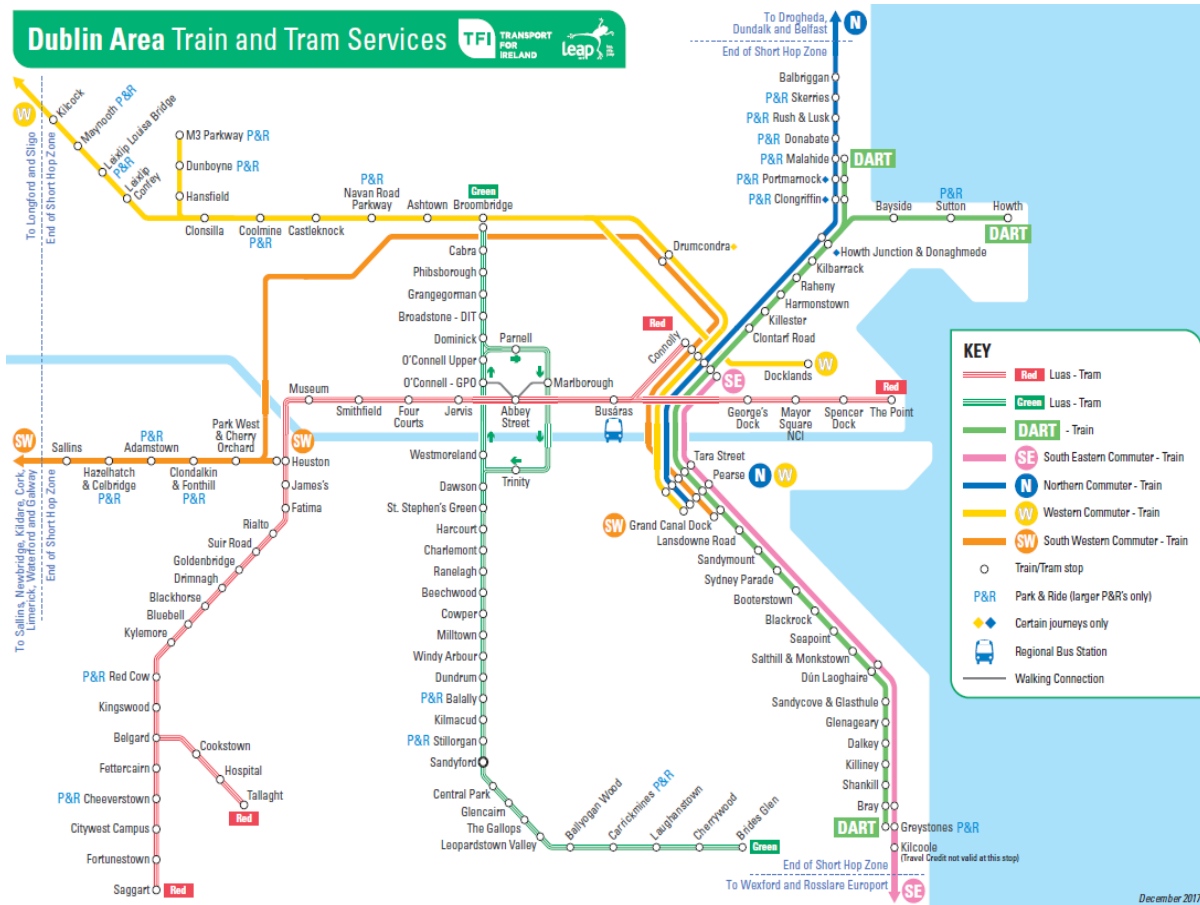 Dublin Area Train and Tram Services
TFI
TRANSPORT
FOR
IRELAND
leap
To Drogheda,
Dundalk and Belfast
N
End of Short Hop Zone
Balbriggan
P&R Skerries
P&R Rush & Lusk
P&R Donabate
P&R Malahide
DART
P&R Portmarnock
P&R Clongriffin
Bayside
P&R
Sutton
Howth
DART
Howth Junction & Donaghmede
Kilbarrack
Raheny
Harmonstown
Killester
Clontarf Road
W
To Longford and Sligo
End of Short Hop Zone
Kilcock
Maynooth P&R
Leixlip Louisa Bridge
P&R
Leixlip
Confey
M3 Parkway P&R
Dunboyne P&R
Hansfield
Clonsilla
Coolmine
P&R
Castleknock
P&R
Navan Road
Parkway
Ashtown
Green
Broombridge
Drumcondra
Cabra
Phibsborough
Grangegorman
Broadstone - DIT
Dominick
Parnell
O'Connell Upper
O'Connell - GPO
Marlborough
Red
Connolly
SE
Docklands
W
Museum
Smithfield
Four
Courts
Jervis
Abbey
Street
Busáras
George's
Dock
Mayor
Square
NCI
Spencer
Dock
The Point
Red
SW
Sallins
Hazelhatch
& Celbridge
P&R
P&R
Adamstown
Clondalkin
& Fonthill
P&R
Park West
& Cherry
Orchard
SW
Heuston
To Sallins, Newbridge, Kildare, Cork,
Limerick, Waterford and Galway
End of Short Hop Zone
James's
Fatima
Rialto
Suir Road
Goldenbridge
Drimnagh
Blackhorse
Bluebell
Kylemore
P&R Red Cow
Kingswood
Belgard
Cookstown
Hospital
Tallaght
Red
Fettercairn
P&R Cheeverstown
Citywest Campus
Fortunestown
Saggart
Red
Westmoreland
Trinity
Dawson
St. Stephen's Green
Harcourt
Charlemont
Ranelagh
Beechwood
Cowper
Milltown
Windy Arbour
Dundrum
P&R Balally
Kilmacud
P&R Stillorgan
Sandyford
Central Park
Glencairn
The Gallops
Leopardstown Valley
Ballyogan Wood
Carrickmines P&R
Laughanstown
Cherrywood
Brides Glen
Green
Tara Street
Pearse
N
W
SW
Grand Canal Dock
Lansdowne Road
Sandymount
Sydney Parade
Booterstown
Blackrock
Seapoint
Salthill & Monkstown
Dún Laoghaire
Sandycove & Glasthule
Glenageary
Dalkey
Killiney
Shankill
Bray
DART
Greystones P&R
Kilcoole
(Travel Credit not valid at this stop)
End of Short Hop Zone
To Wexford and Rosslare Europort
SE
KEY
Red Luas - Tram
Green Luas - Tram
DART - Train
SE South Eastern Commuter - Train
N Northern Commuter - Train
W Western Commuter - Train
SW South Western Commuter - Train
Train/Tram stop
P&R Park & Ride (larger P&R's only)
Certain journeys only
Regional Bus Station
Walking Connection
December 2017